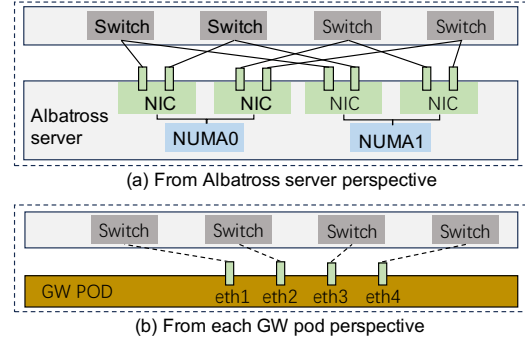 Switch Switch Switch Switch
NIC NIC NIC NIC
Albatross
server
NUMA0 NUMA1
(a) From Albatross server perspective
Switch Switch Switch Switch
GW POD eth1 eth2 eth3 eth4
(b) From each GW pod perspective